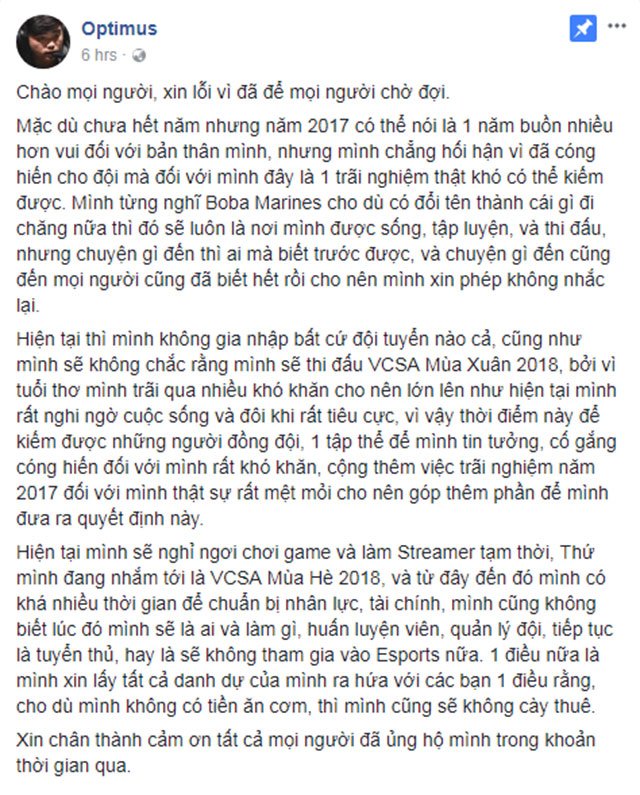 Optimus
6 hrs ·
Chào mọi người, xin lỗi vì đã để mọi người chờ đợi.
Mặc dù chưa hết năm nhưng năm 2017 có thể nói là 1 năm buồn nhiều
hơn vui đối với bản thân mình, nhưng mình chẳng hối hận vì đã cóng
hiến cho đội mà đối với mình đây là 1 trãi nghiệm thật khó có thể kiếm
được. Mình từng nghĩ Boba Marines cho dù có đổi tên thành cái gì đi
chăng nữa thì đó sẽ luôn là nơi mình được sống, tập luyện, và thi đấu,
nhưng chuyện gì đến thì ai mà biết trước được, và chuyện gì đến cũng
đến mọi người cũng đã biết hết rồi cho nên mình xin phép không nhắc
lại.
Hiện tại thì mình không gia nhập bất cứ đội tuyển nào cả, cũng như
mình sẽ không chắc rằng mình sẽ thi đấu VCSA Mùa Xuân 2018, bởi vì
tuổi thơ mình trãi qua nhiều khó khăn cho nên lớn lên như hiện tại mình
rất nghi ngờ cuộc sống và đôi khi rất tiêu cực, vì vậy thời điểm này để
kiếm được những người đồng đội, 1 tập thể để mình tin tưởng, cố gắng
cóng hiến đối với mình rất khó khăn, cộng thêm việc trãi nghiệm năm
2017 đối với mình thật sự rất mệt mỏi cho nên góp thêm phần để mình
đưa ra quyết định này.
Hiện tại mình sẽ nghỉ ngơi chơi game và làm Streamer tạm thời, Thứ
mình đang nhắm tới là VCSA Mùa Hè 2018, và từ đây đến đó mình có
khá nhiều thời gian để chuẩn bị nhân lực, tài chính, mình cũng không
biết lúc đó mình sẽ là ai và làm gì, huấn luyện viên, quản lý đội, tiếp tục
là tuyển thủ, hay là sẽ không tham gia vào Esports nữa. 1 điều nữa là
mình xin lấy tất cả danh dự của mình ra hứa với các bạn 1 điều rằng,
cho dù mình không có tiền ăn cơm, thì mình cũng sẽ không cày thuê.
Xin chân thành cảm ơn tất cả mọi người đã ủng hộ mình trong khoản
thời gian qua.